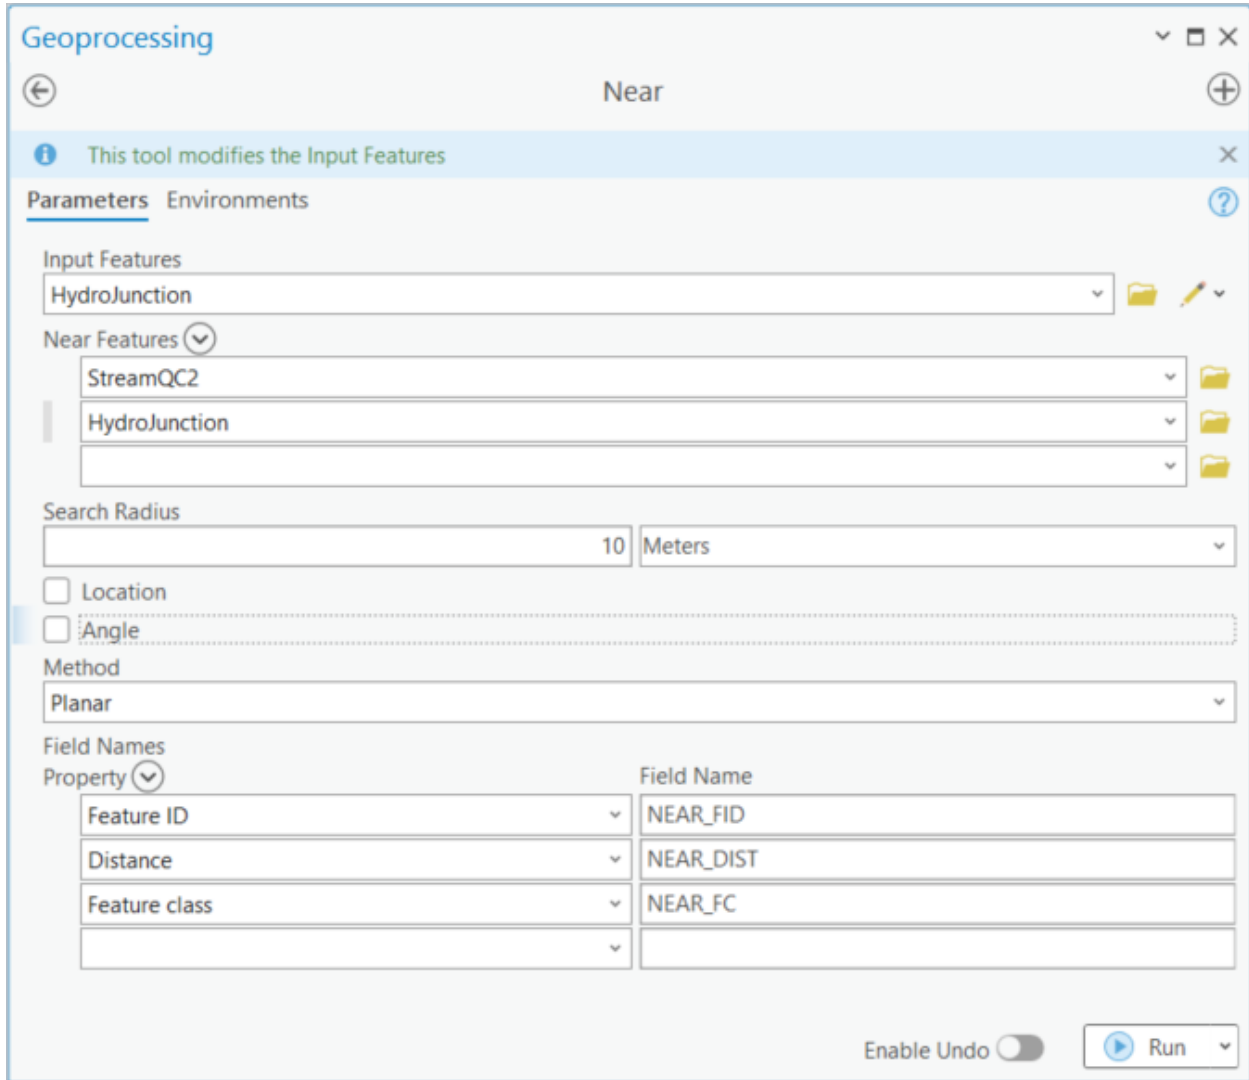 Geoprocessing
Near
This tool modifies the Input Features
Parameters Environments
Input Features
HydroJunction
Near Features
StreamQC2
HydroJunction
Search Radius
10 Meters
Location
Angle
Method
Planar
Field Names
Property Field Name
Feature ID NEAR_FID
Distance NEAR_DIST
Feature class NEAR_FC
Enable Undo Run